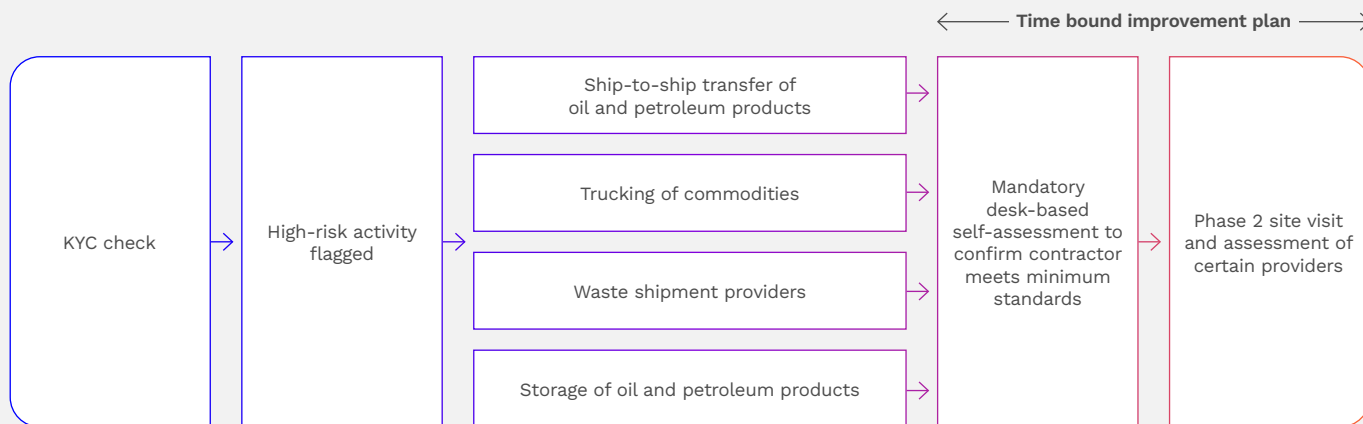 Time bound improvement plan
KYC check
High-risk activity
flagged
Ship-to-ship transfer of
oil and petroleum products
Trucking of commodities
Waste shipment providers
Storage of oil and petroleum products
Mandatory
desk-based
self-assessment to
confirm contractor
meets minimum
standards
Phase 2 site visit
and assessment of
certain providers